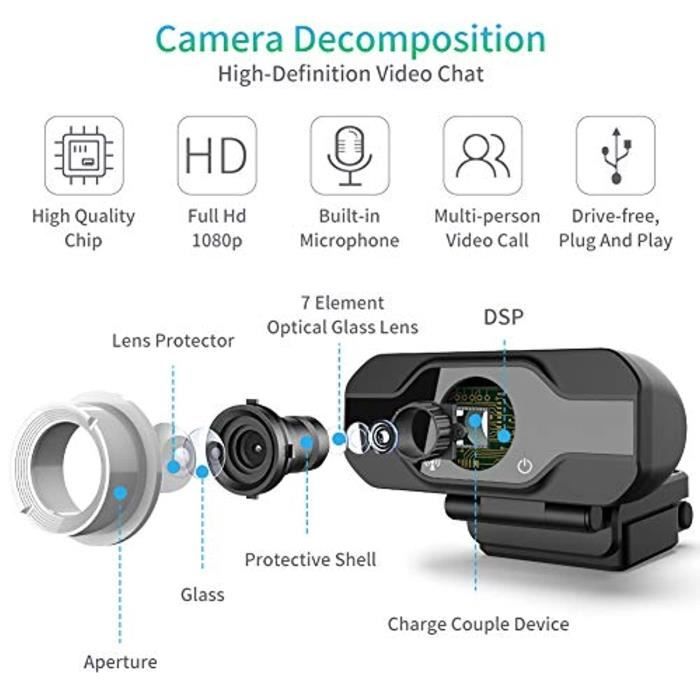 Camera Decomposition
High-Definition Video Chat
HD
High Quality
Chip
Full Hd
1080p
Built-in
Microphone
Multi-person
Video Call
Drive-free,
Plug And Play
7 Element
Optical Glass Lens
DSP
Lens Protector
Protective Shell
Glass
Charge Couple Device
Aperture